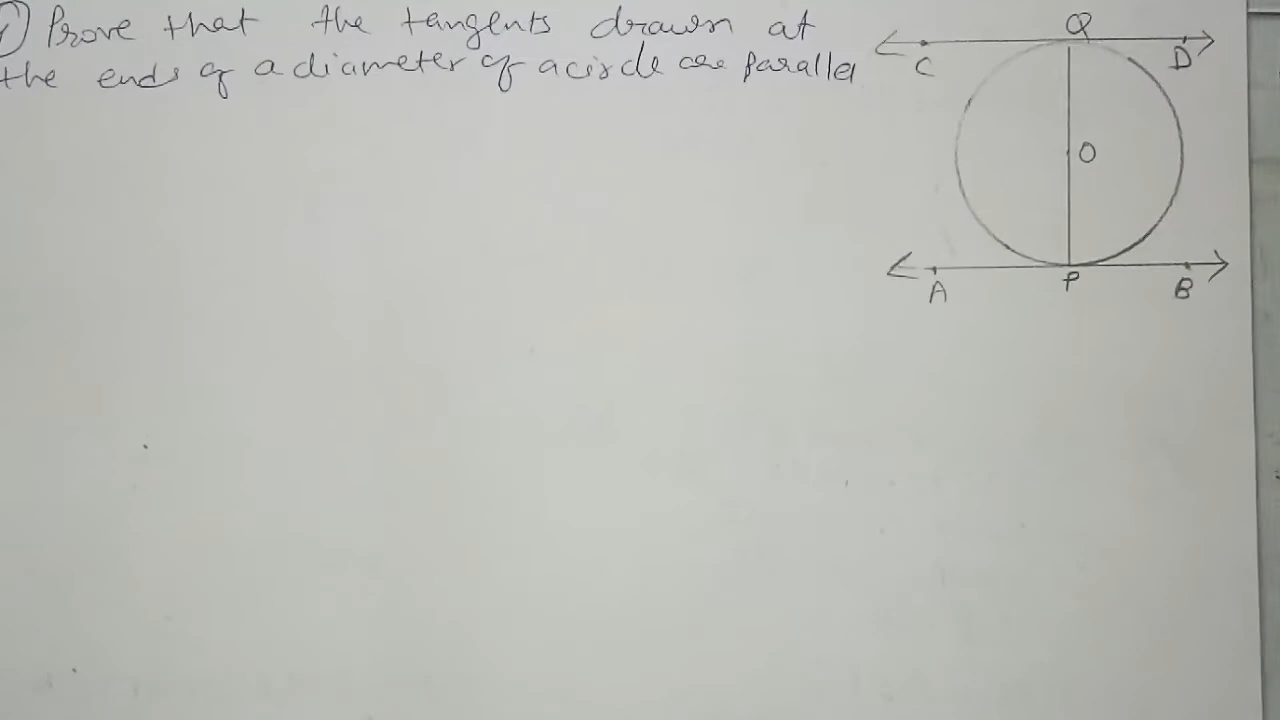 1) Prove that the tangents drawn at
the ends of a diameter of a circle are parallel
Q
C
D
O
A
P
B